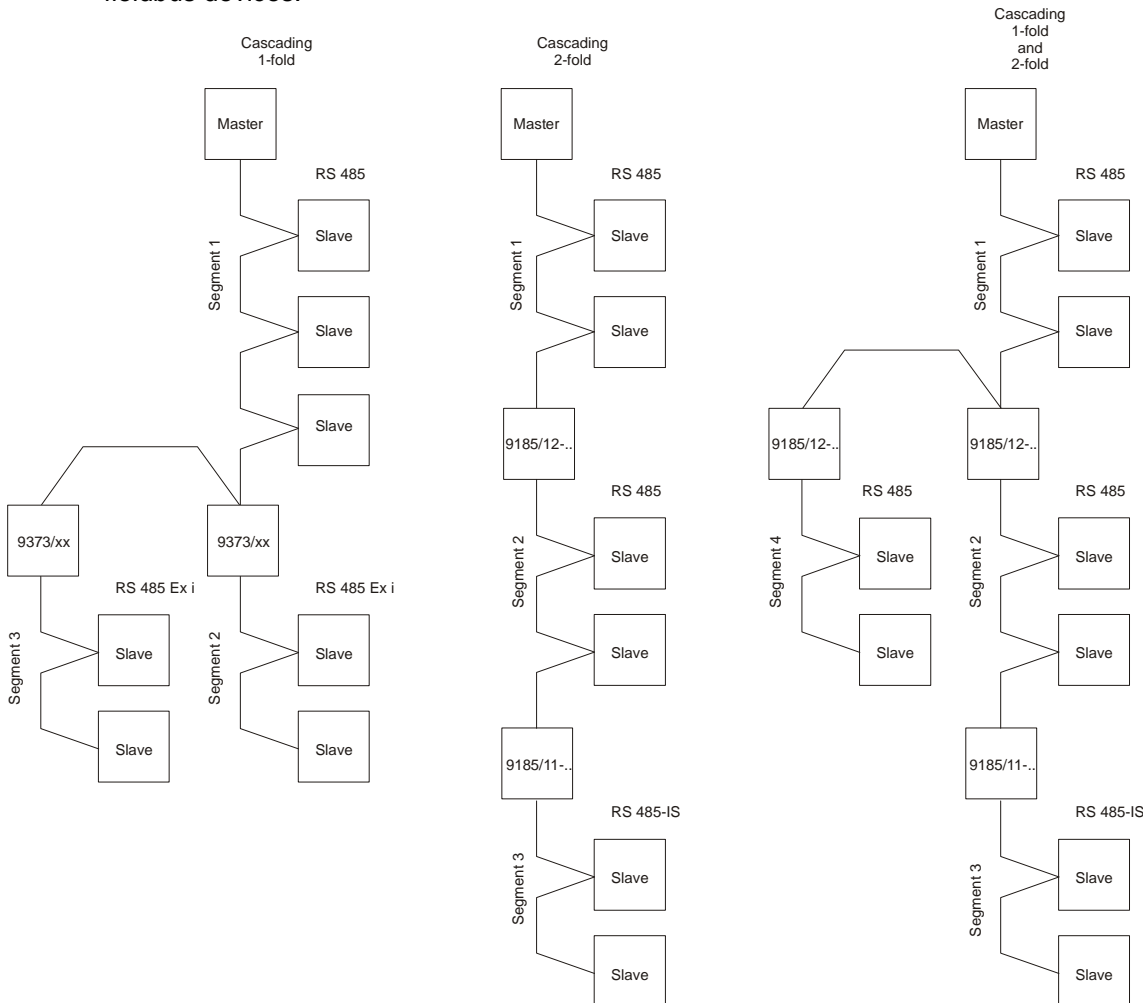 Cascading
1-fold
Master
RS 485
Slave
Segment 1
Slave
Slave
9373/xx
9373/xx
RS 485 Ex i
RS 485 Ex i
Segment 3
Slave
Segment 2
Slave
Slave
Slave
Cascading
2-fold
Master
RS 485
Slave
Segment 1
Slave
9185/12-..
RS 485
Slave
Segment 2
Slave
9185/11-..
RS 485-IS
Slave
Segment 3
Slave
Cascading
1-fold
and
2-fold
Master
RS 485
Slave
Segment 1
Slave
9185/12-..
9185/12-..
RS 485
RS 485
Segment 4
Slave
Segment 2
Slave
Slave
Slave
9185/11-..
RS 485-IS
Slave
Segment 3
Slave